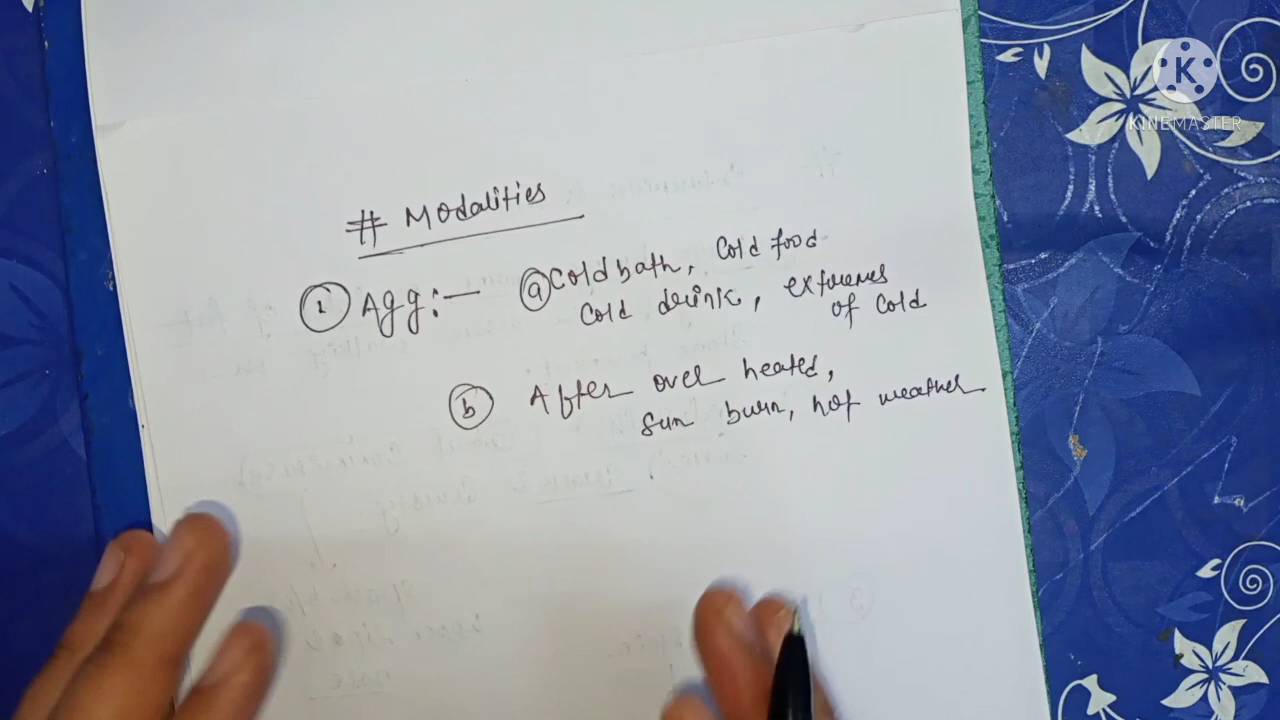 # Modalities
① Agg:— ⓐ Cold bath, Cold food
Cold drink, extremes
of cold
ⓑ After over heated,
Sun burn, hot weather
K
KINEMASTER